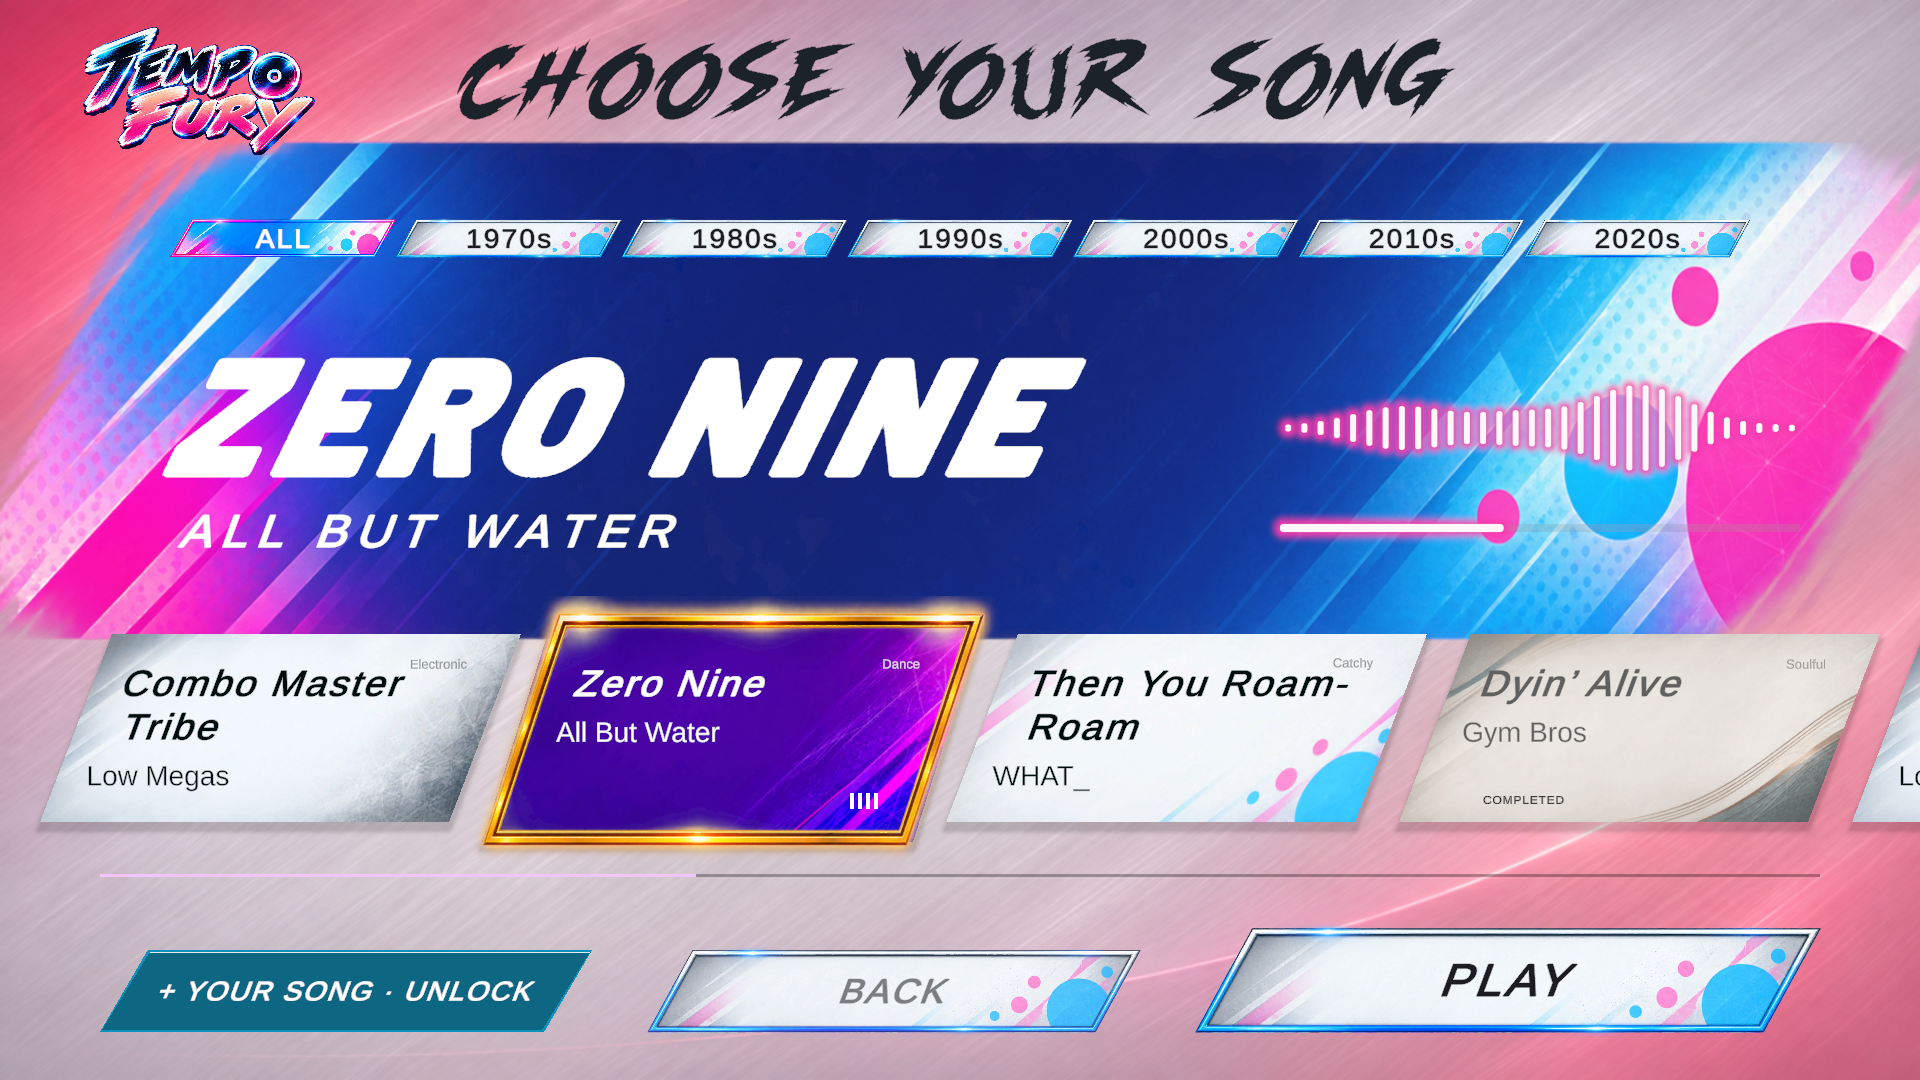 TEMPO
FURY
CHOOSE YOUR SONG
ALL
1970s
1980s
1990s
2000s
2010s
2020s
ZERO NINE
ALL BUT WATER
Combo Master
Tribe
Electronic
Low Megas
Zero Nine
Dance
All But Water
Then You Roam-
Roam
Catchy
WHAT_
Dyin’ Alive
Soulful
Gym Bros
COMPLETED
+ YOUR SONG · UNLOCK
BACK
PLAY